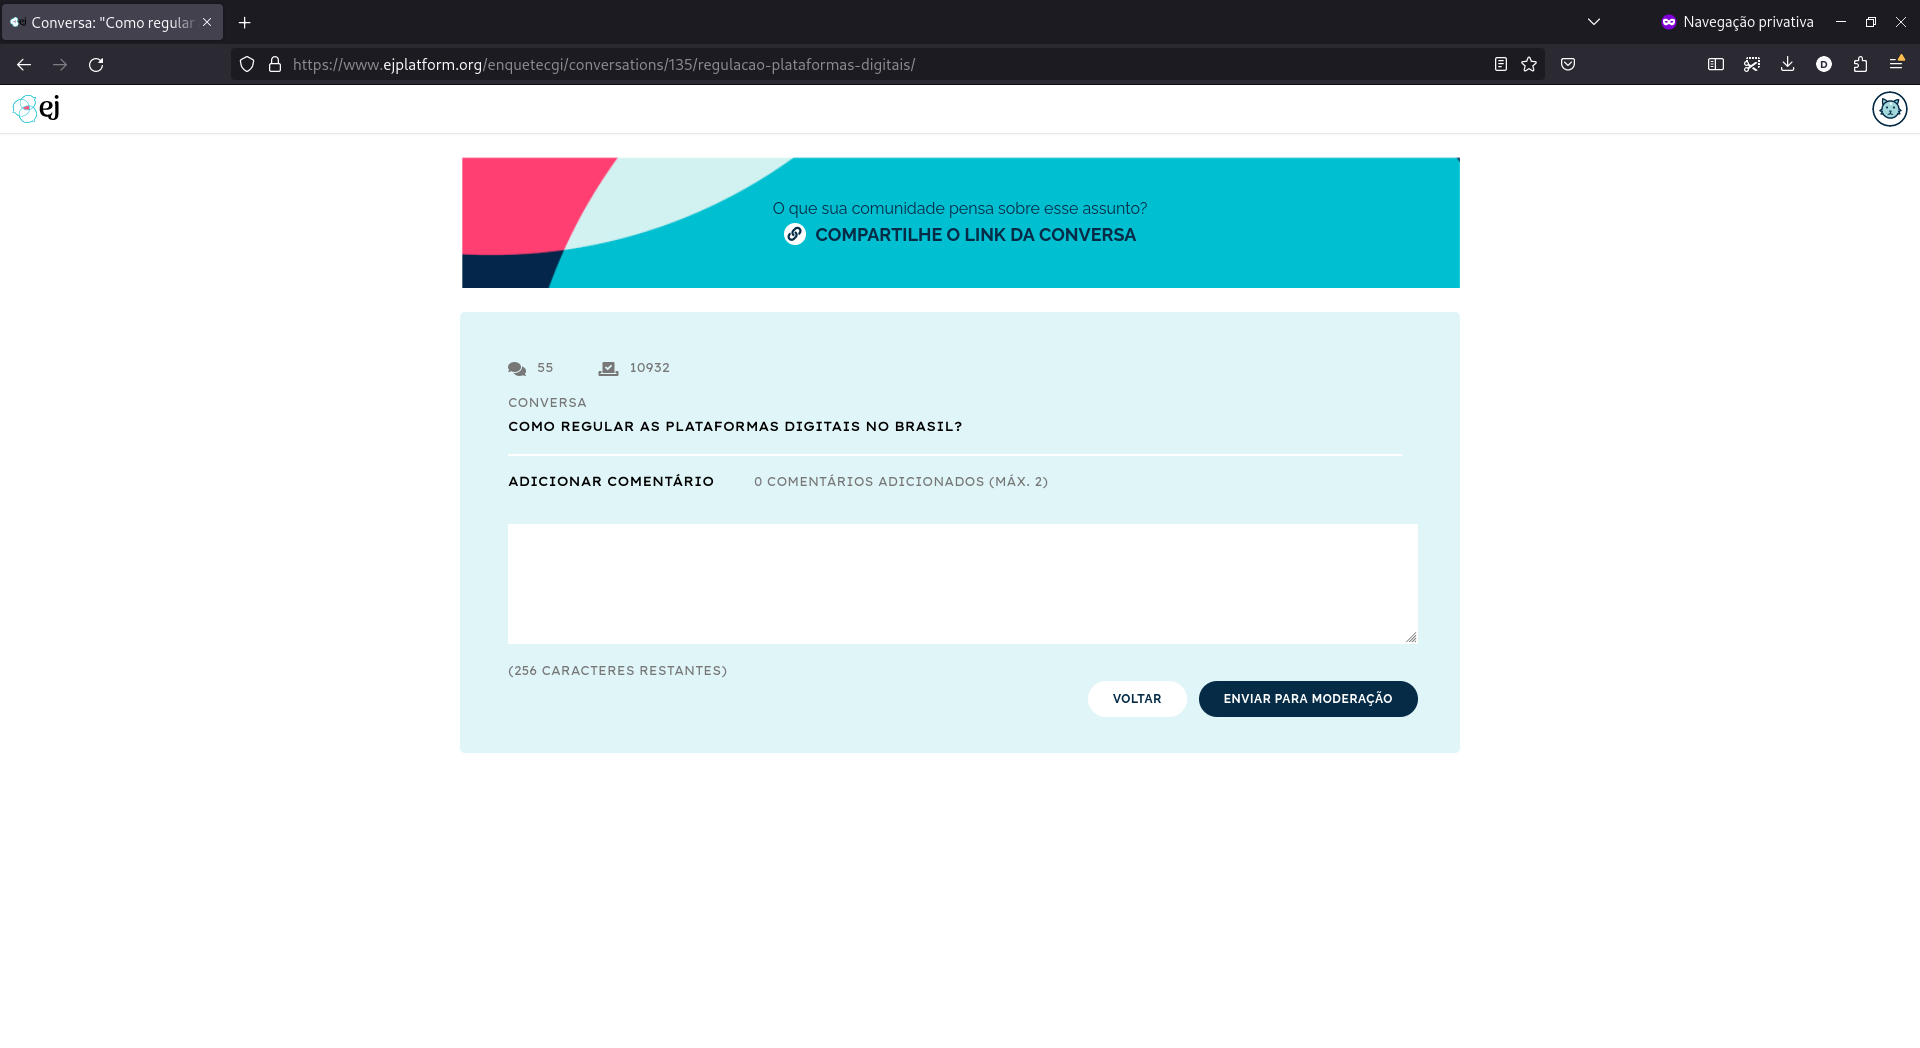 Conversa: "Como regular
Navegação privativa
https://www.ejplatform.org/enquetecgi/conversations/135/regulacao-plataformas-digitais/
D
ej
O que sua comunidade pensa sobre esse assunto?
COMPARTILHE O LINK DA CONVERSA
55 10932
CONVERSA
COMO REGULAR AS PLATAFORMAS DIGITAIS NO BRASIL?
ADICIONAR COMENTÁRIO 0 COMENTÁRIOS ADICIONADOS (MÁX. 2)
(256 CARACTERES RESTANTES)
VOLTAR ENVIAR PARA MODERAÇÃO